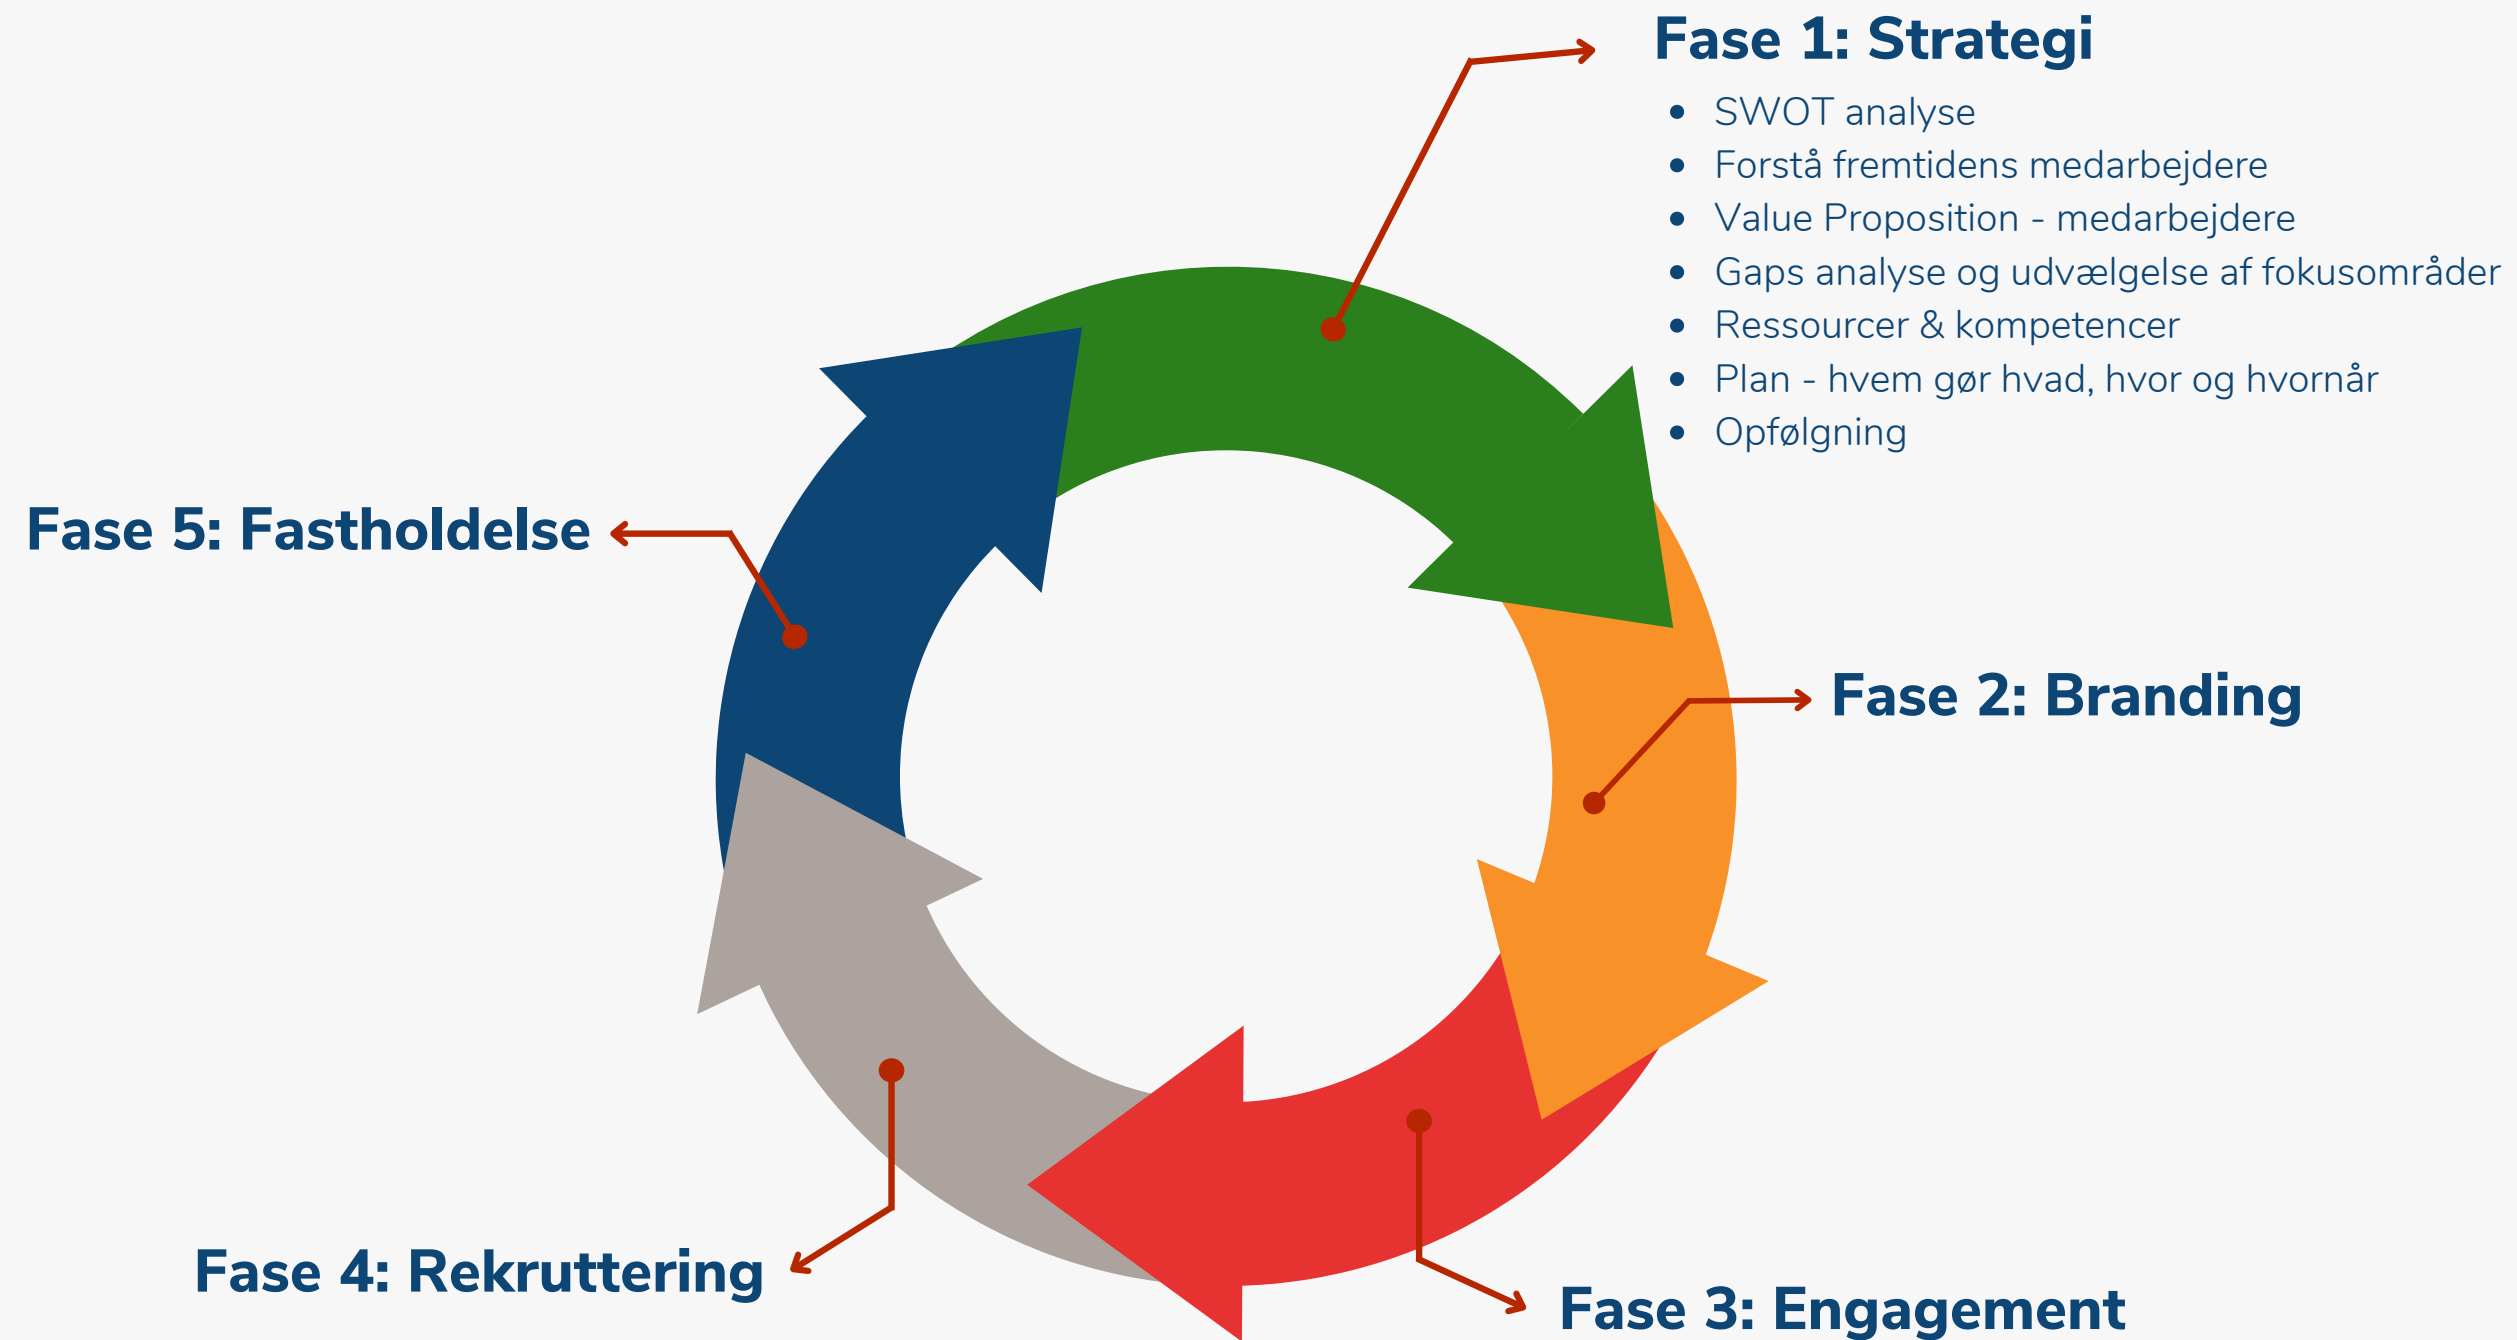 Fase 1: Strategi
• SWOT analyse
• Forstå fremtidens medarbejdere
• Value Proposition - medarbejdere
• Gaps analyse og udvælgelse af fokusområder
• Ressourcer & kompetencer
• Plan - hvem gør hvad, hvor og hvornår
• Opfølgning
Fase 5: Fastholdelse
Fase 2: Branding
Fase 4: Rekruttering
Fase 3: Engagement